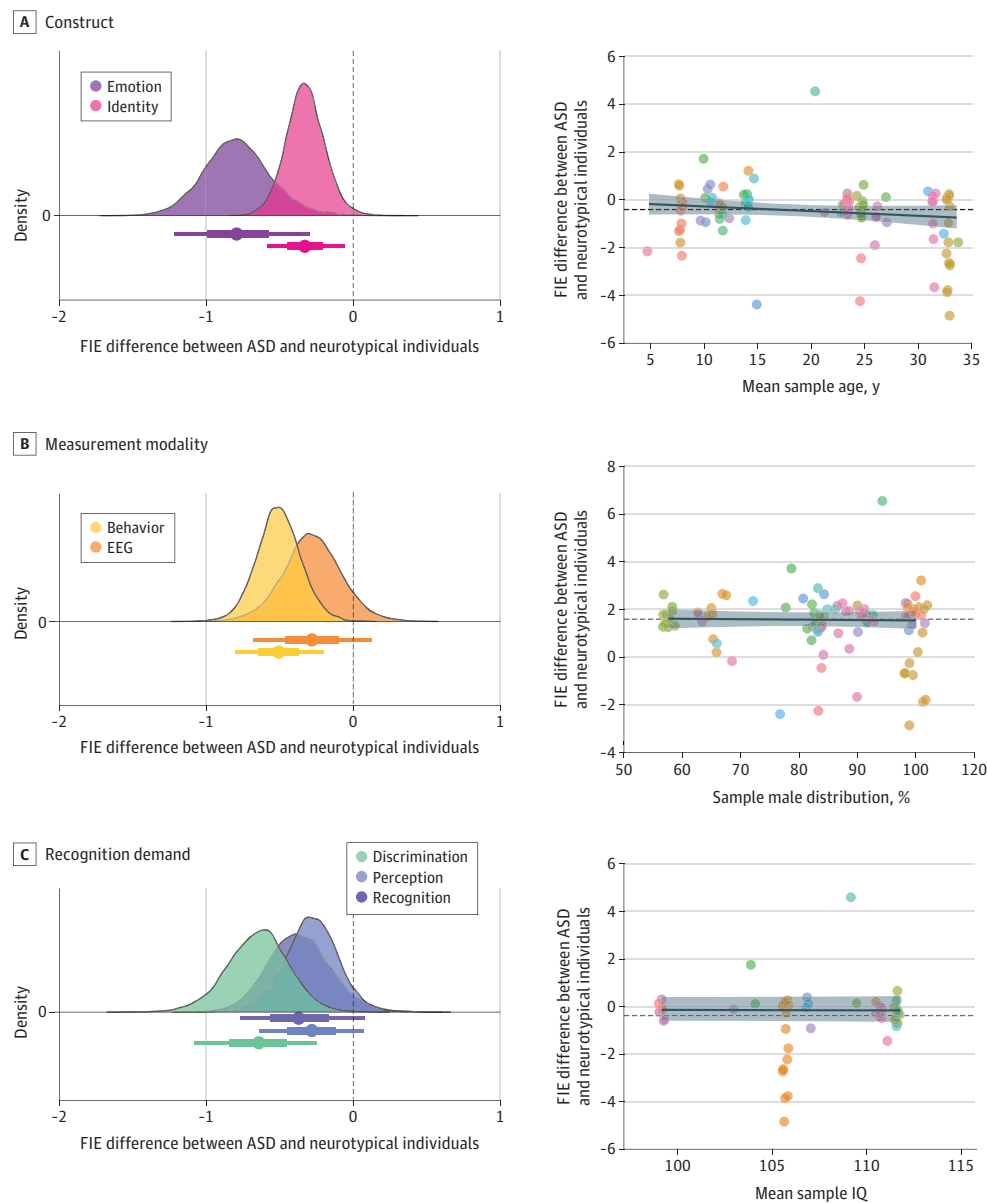 A Construct
Emotion
Identity
Density
0
-2
-1
0
1
FIE difference between ASD and neurotypical individuals
FIE difference between ASD
and neurotypical individuals
6
4
2
0
-2
-4
-6
5
10
15
20
25
30
35
Mean sample age, y
B Measurement modality
Behavior
EEG
Density
0
-2
-1
0
1
FIE difference between ASD and neurotypical individuals
FIE difference between ASD
and neurotypical individuals
8
6
4
2
0
-2
-4
50
60
70
80
90
100
120
Sample male distribution, %
C Recognition demand
Discrimination
Perception
Recognition
Density
0
-2
-1
0
1
FIE difference between ASD and neurotypical individuals
FIE difference between ASD
and neurotypical individuals
6
4
2
0
-2
-4
-6
100
105
110
115
Mean sample IQ